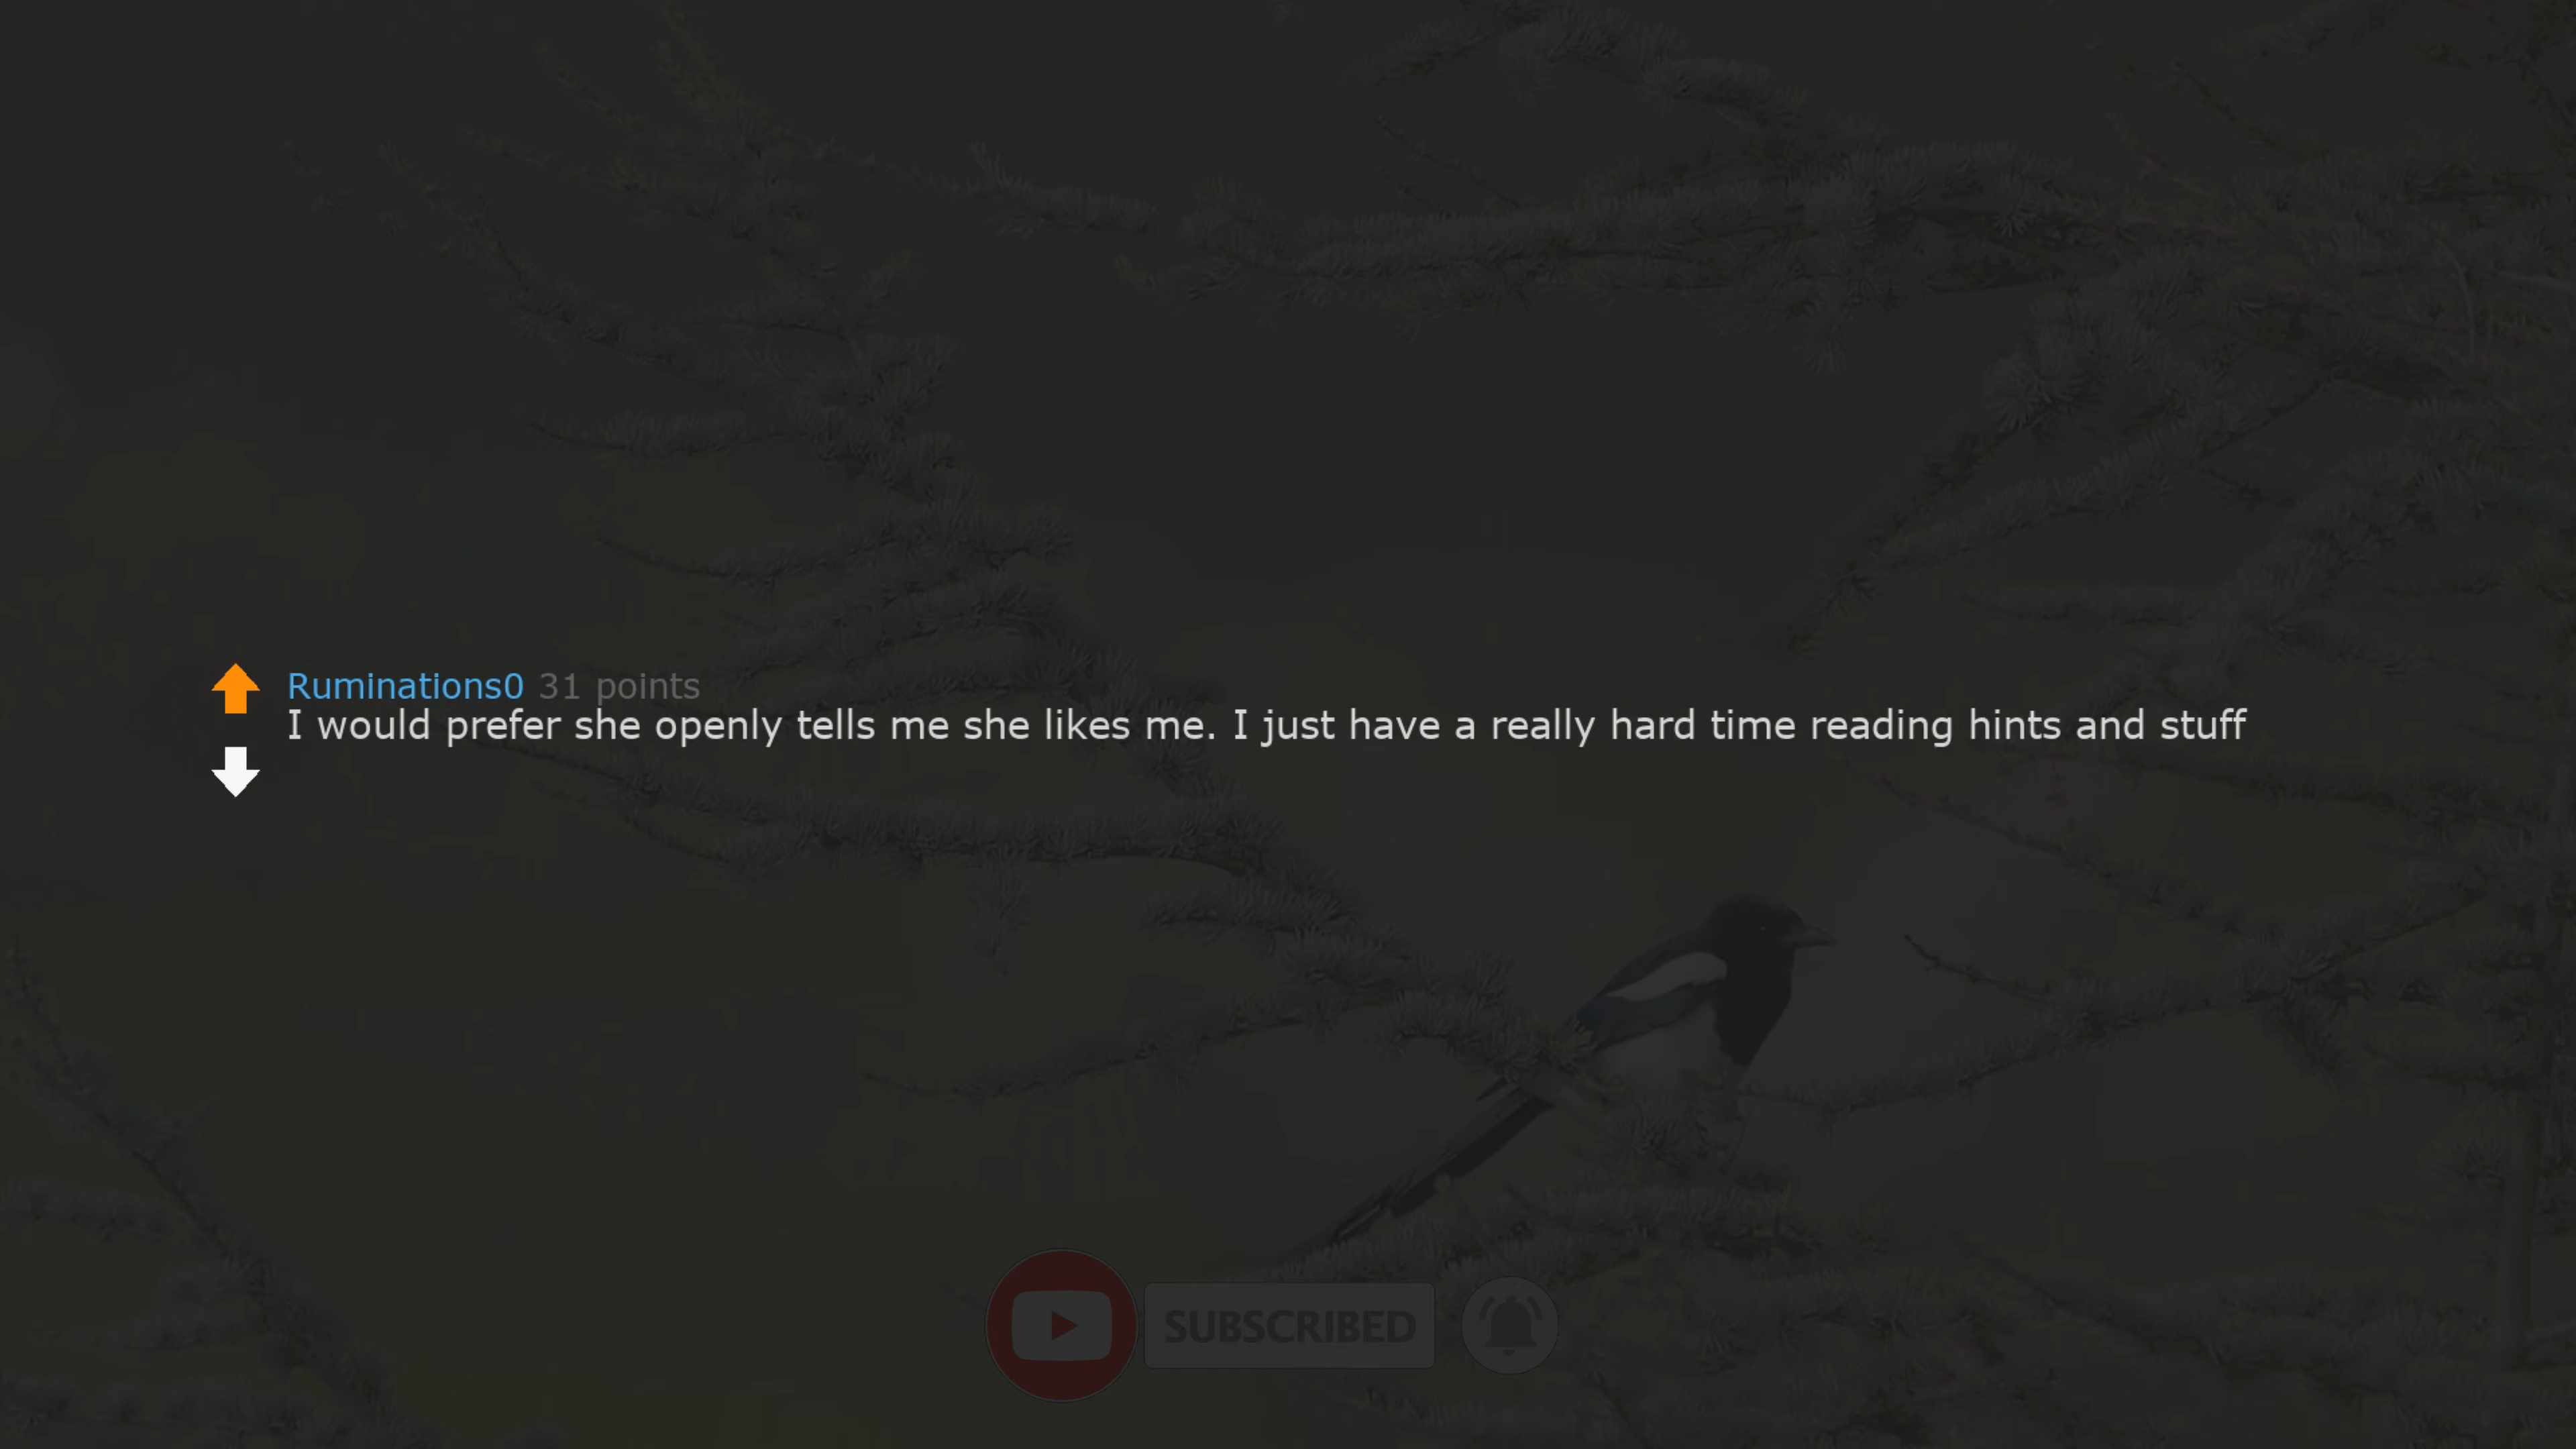 Ruminations0 31 points
I would prefer she openly tells me she likes me. I just have a really hard time reading hints and stuff
SUBSCRIBED